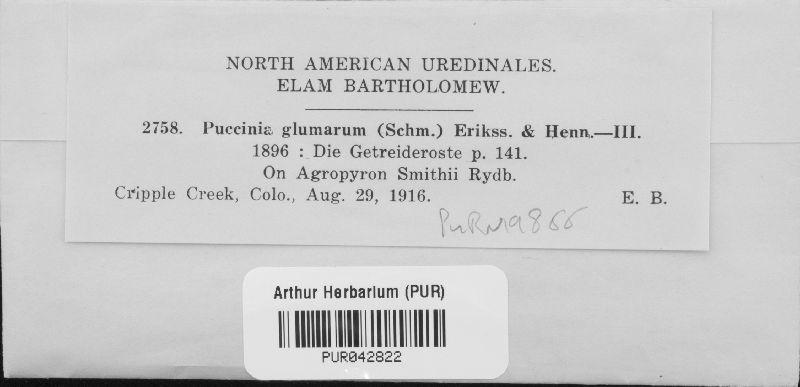 NORTH AMERICAN UREDINALES.
ELAM BARTHOLOMEW.
2758. Puccinia glumarum (Schm.) Erikss. & Henn.—III.
1896 : Die Getreideroste p. 141.
On Agropyron Smithii Rydb.
Cripple Creek, Colo., Aug. 29, 1916. E. B.
Arthur Herbarium (PUR)
PUR042822